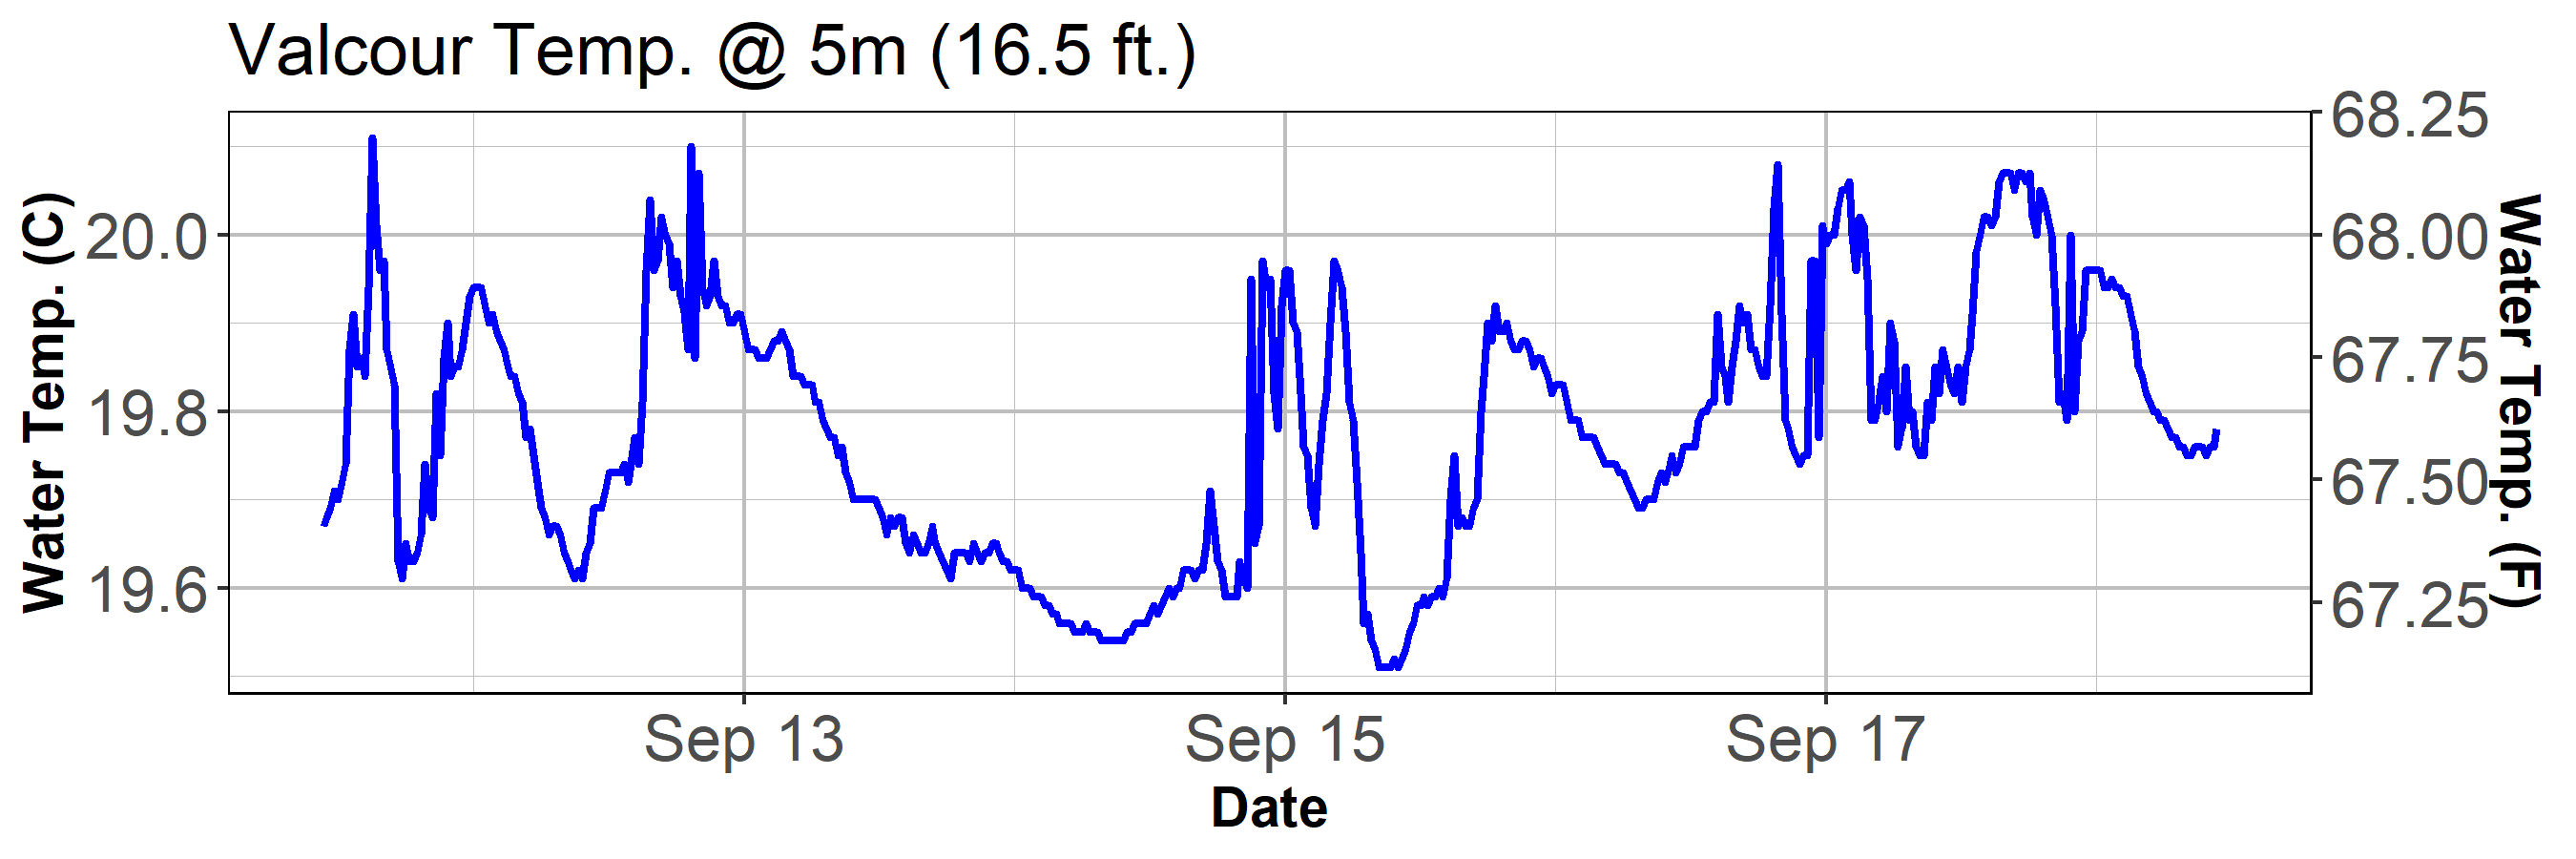 Valcour Temp. @ 5m (16.5 ft.)
Water Temp. (C)
20.0
19.8
19.6
68.25
68.00
67.75
67.50
67.25
Water Temp. (F)
Sep 13
Sep 15
Sep 17
Date